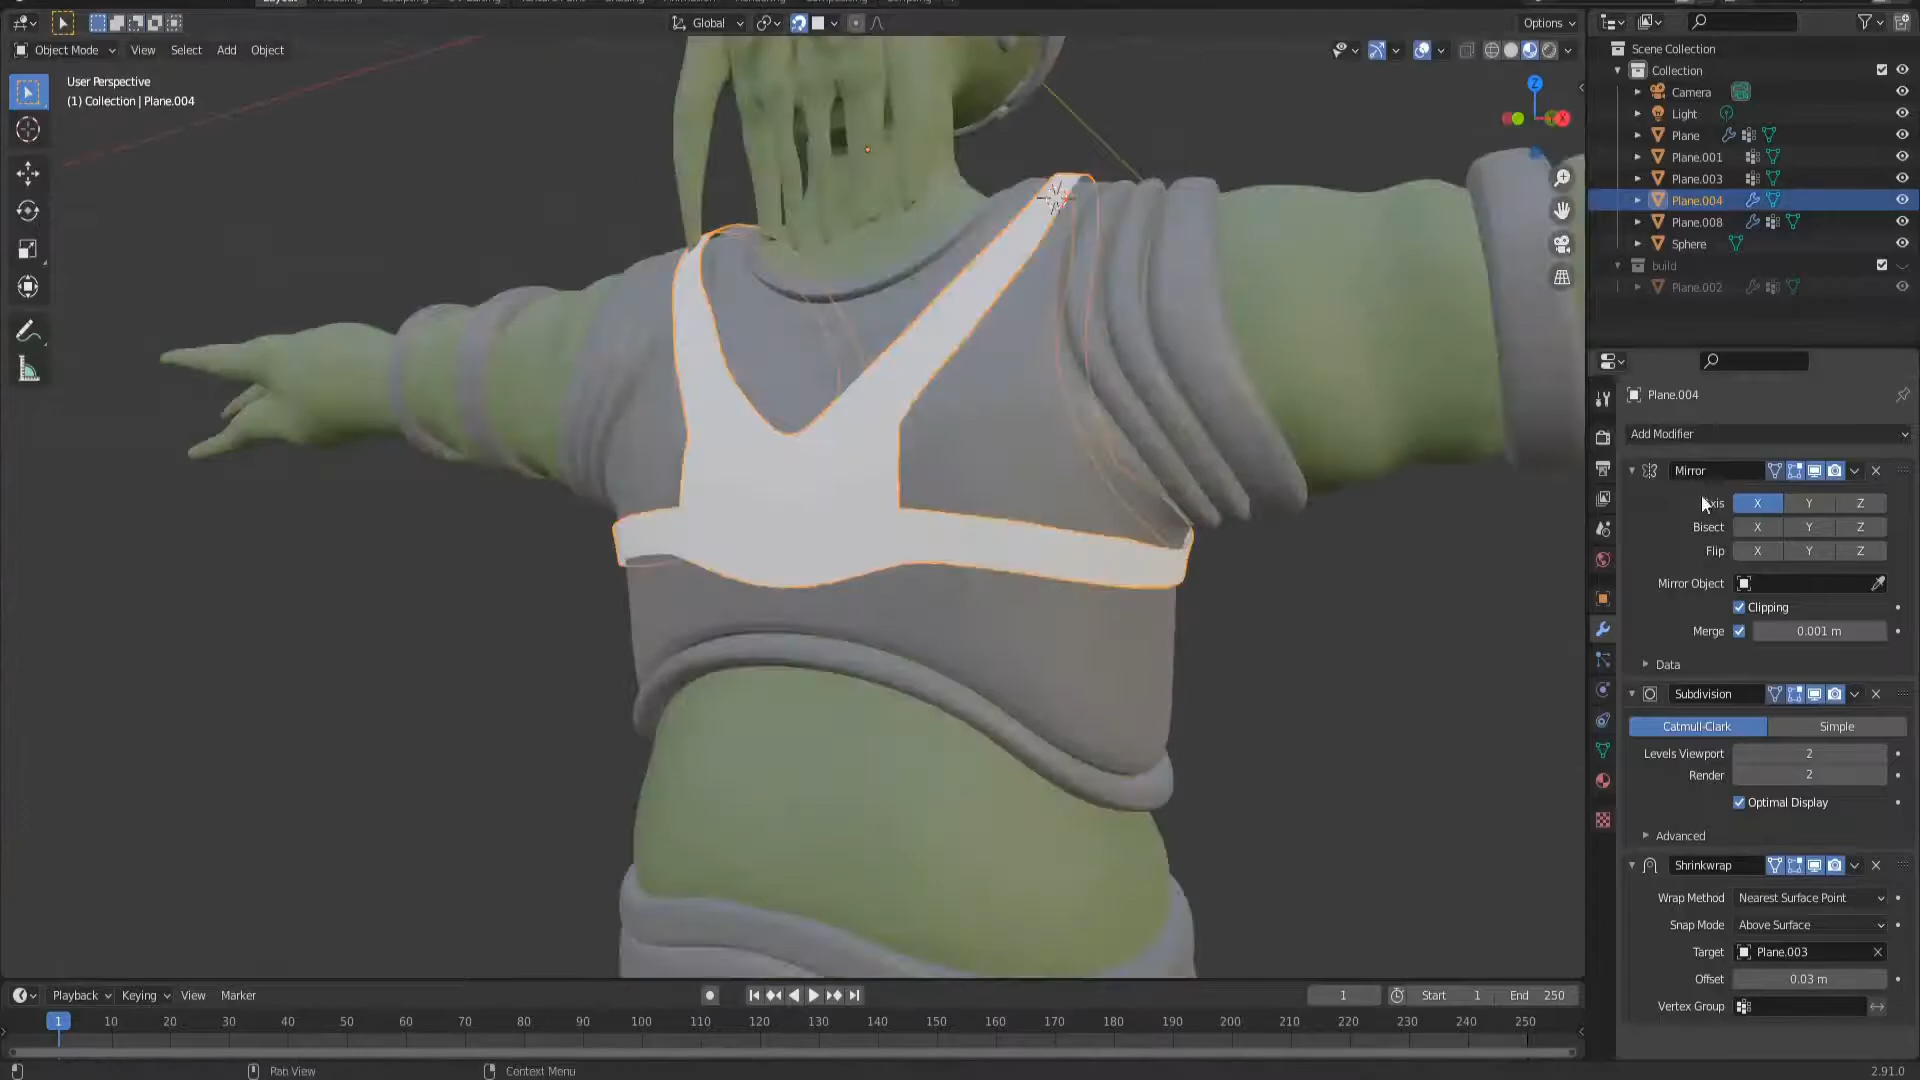 Global
Options
Object Mode
View
Select
Add
Object
User Perspective
(1) Collection | Plane.004
Z
X
Scene Collection
Collection
Camera
Light
Plane
Plane.001
Plane.003
Plane.004
Plane.008
Sphere
build
Plane.002
Plane.004
Add Modifier
Mirror
X Y Z
Bisect X Y Z
Flip X Y Z
Mirror Object
Clipping
Merge 0.001 m
Data
Subdivision
Catmull-Clark Simple
Levels Viewport 2
Render 2
Optimal Display
Advanced
Shrinkwrap
Wrap Method Nearest Surface Point
Snap Mode Above Surface
Target Plane.003
Offset 0.03 m
Vertex Group
Playback Keying View Marker 1 Start 1 End 250
1 10 20 30 40 50 60 70 80 90 100 110 120 130 140 150 160 170 180 190 200 210 220 230 240 250
Pan View
Context Menu
2.91.0